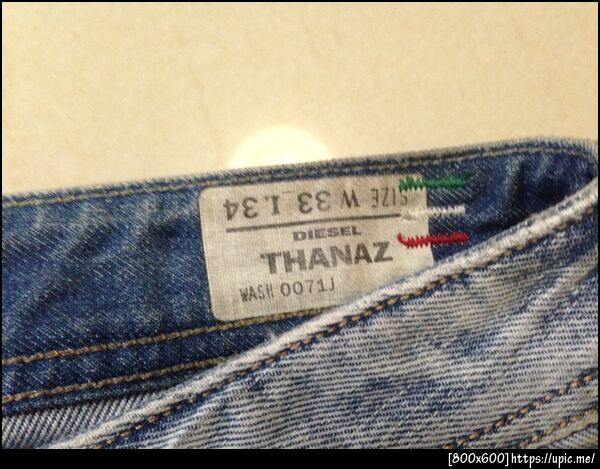 SIZE W 33 L 34
DIESEL
THANAZ
WASH 0071J
[800x600]https://upic.me/